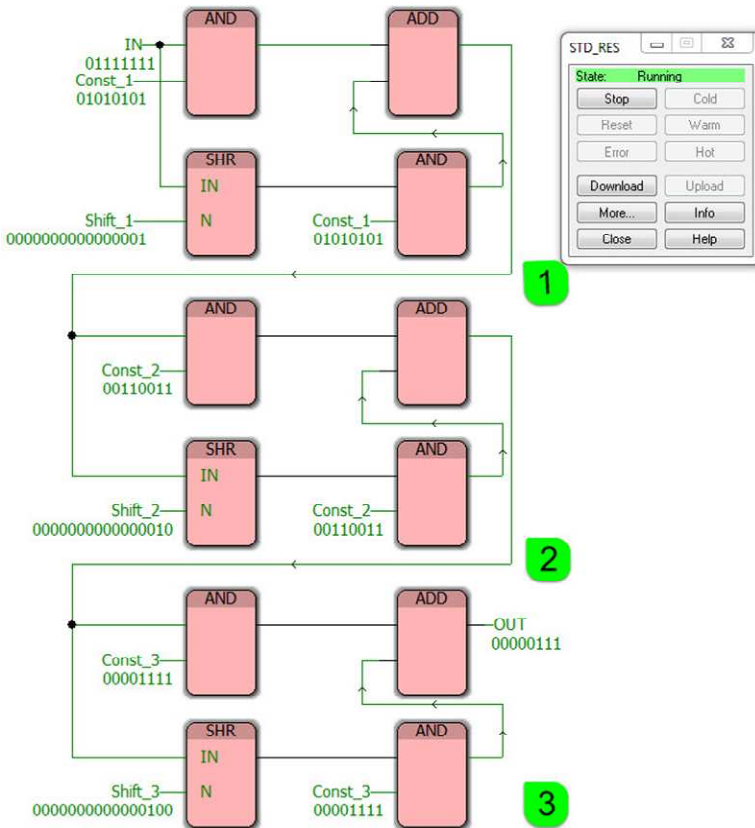 AND
ADD
IN
01111111
Const_1
01010101
SHR
AND
IN
Shift_1
N
0000000000000001
Const_1
01010101
1
AND
ADD
Const_2
00110011
SHR
AND
IN
Shift_2
N
0000000000000010
Const_2
00110011
2
AND
ADD
OUT
00000111
Const_3
00001111
SHR
AND
IN
Shift_3
N
0000000000000100
Const_3
00001111
3
STD_RES
State: Running
Stop Cold
Reset Warm
Error Hot
Download Upload
More... Info
Close Help